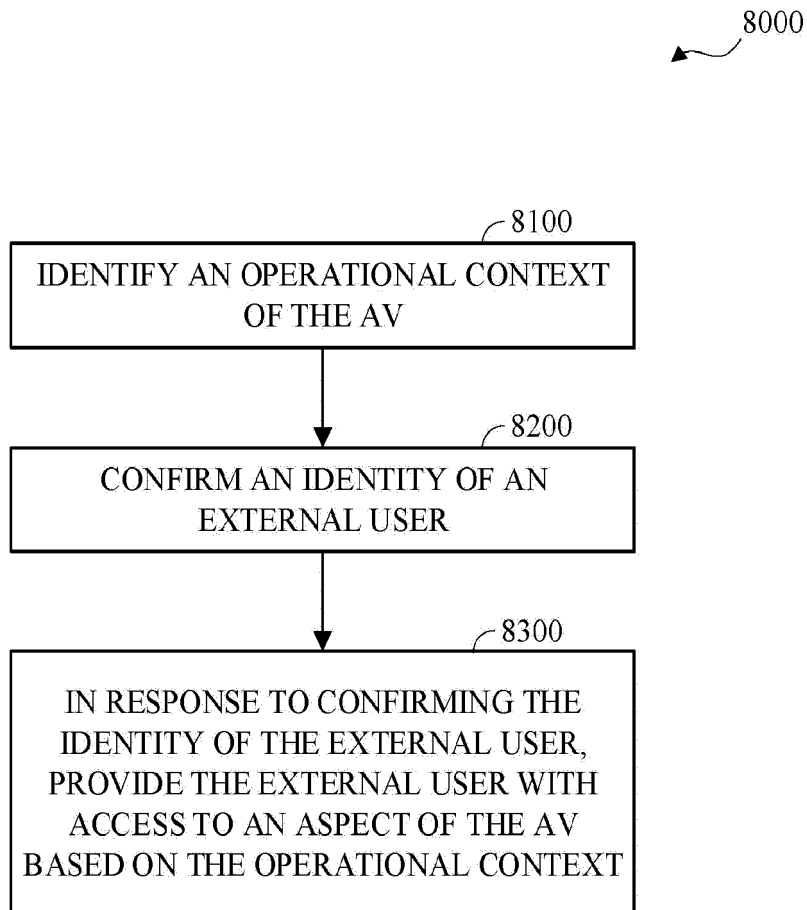 8000
8100
IDENTIFY AN OPERATIONAL CONTEXT
OF THE AV
8200
CONFIRM AN IDENTITY OF AN
EXTERNAL USER
8300
IN RESPONSE TO CONFIRMING THE
IDENTITY OF THE EXTERNAL USER,
PROVIDE THE EXTERNAL USER WITH
ACCESS TO AN ASPECT OF THE AV
BASED ON THE OPERATIONAL CONTEXT